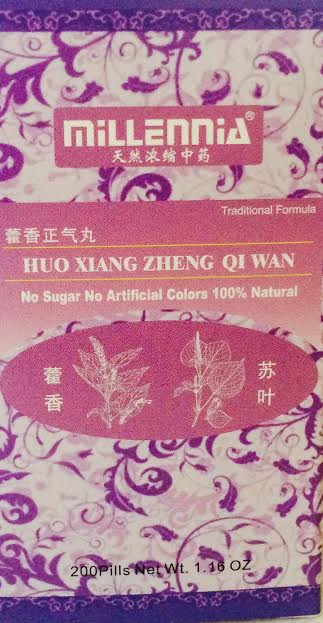 MiLLENNiA®
天然浓缩中药
Traditional Formula
藿香正气丸
HUO XIANG ZHENG QI WAN
No Sugar No Artificial Colors 100% Natural
藿香
苏叶
200Pills Net Wt. 1.16 OZ